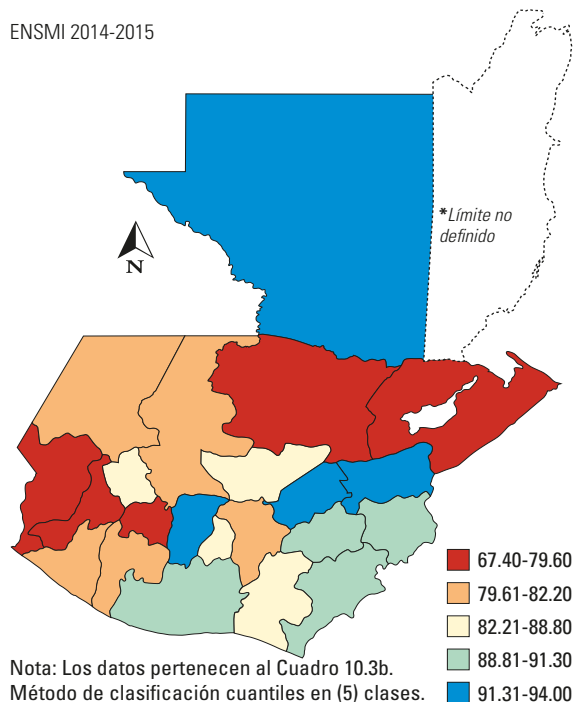 ENSMI 2014-2015
*Límite no
definido
N
67.40-79.60
79.61-82.20
82.21-88.80
88.81-91.30
91.31-94.00
Nota: Los datos pertenecen al Cuadro 10.3b.
Método de clasificación cuantiles en (5) clases.